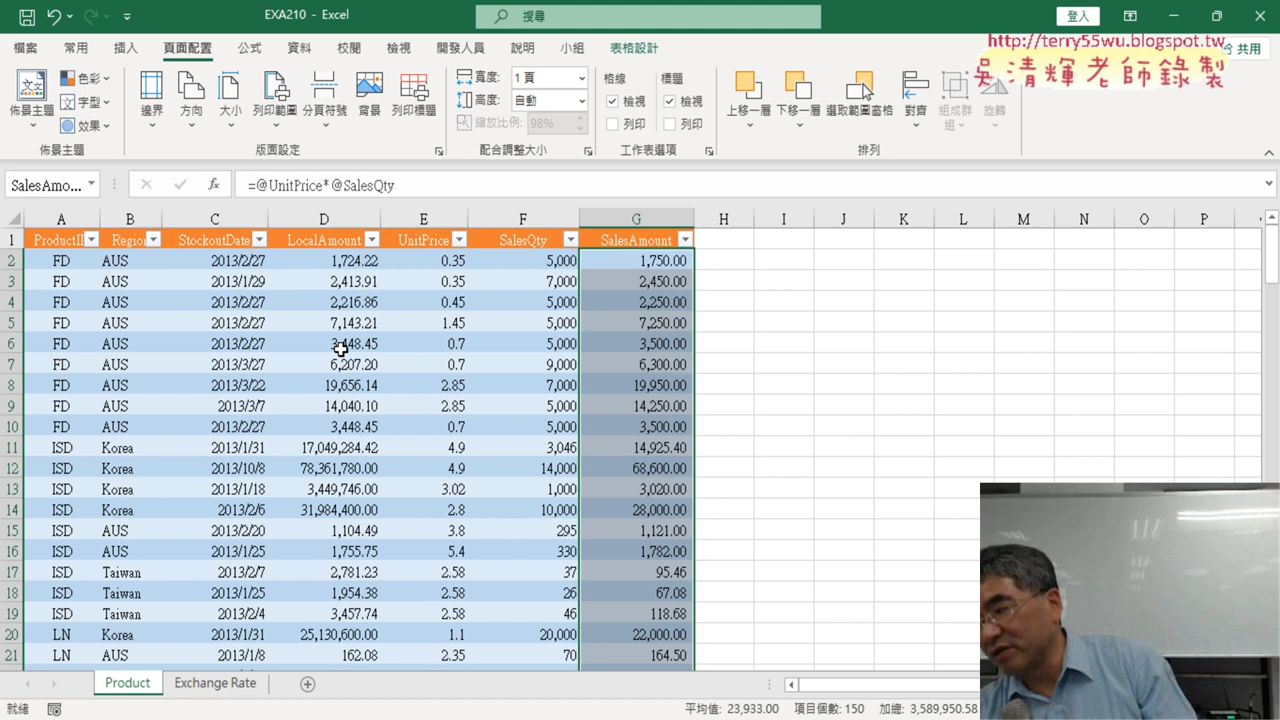 EXA210 - Excel
搜尋
登入
檔案 常用 插入 頁面配置 公式 資料 校閱 檢視 開發人員 說明 小組 表格設計
共用
http://terry55wu.blogspot.tw
吳清輝老師錄製
佈景主題 色彩 字型 效果
邊界 方向 大小 列印範圍 分頁符號 背景 列印標題
寬度: 1 頁
高度: 自動
縮放比例: 98%
格線 標題
檢視 檢視
列印 列印
上移一層 下移一層 選取範圍窗格 對齊 組成群組 旋轉
佈景主題 版面設定 配合調整大小 工作表選項 排列
SalesAmo... fx =@UnitPrice*@SalesQty
A B C D E F G H I J K L M N O P
1 ProductI Regio StockoutDate LocalAmount UnitPrice SalesQty SalesAmount
2 FD AUS 2013/2/27 1,724.22 0.35 5,000 1,750.00
3 FD AUS 2013/1/29 2,413.91 0.35 7,000 2,450.00
4 FD AUS 2013/2/27 2,216.86 0.45 5,000 2,250.00
5 FD AUS 2013/2/27 7,143.21 1.45 5,000 7,250.00
6 FD AUS 2013/2/27 3,448.45 0.7 5,000 3,500.00
7 FD AUS 2013/3/27 6,207.20 0.7 9,000 6,300.00
8 FD AUS 2013/3/22 19,656.14 2.85 7,000 19,950.00
9 FD AUS 2013/3/7 14,040.10 2.85 5,000 14,250.00
10 FD AUS 2013/2/27 3,448.45 0.7 5,000 3,500.00
11 ISD Korea 2013/1/31 17,049,284.42 4.9 3,046 14,925.40
12 ISD Korea 2013/10/8 78,361,780.00 4.9 14,000 68,600.00
13 ISD Korea 2013/1/18 3,449,746.00 3.02 1,000 3,020.00
14 ISD Korea 2013/2/6 31,984,400.00 2.8 10,000 28,000.00
15 ISD AUS 2013/2/20 1,104.49 3.8 295 1,121.00
16 ISD AUS 2013/1/25 1,755.75 5.4 330 1,782.00
17 ISD Taiwan 2013/2/7 2,781.23 2.58 37 95.46
18 ISD Taiwan 2013/1/25 1,954.38 2.58 26 67.08
19 ISD Taiwan 2013/2/4 3,457.74 2.58 46 118.68
20 LN Korea 2013/1/31 25,130,600.00 1.1 20,000 22,000.00
21 LN AUS 2013/1/8 162.08 2.35 70 164.50
Product Exchange Rate
就緒 平均值: 23,933.00 項目個數: 150 加總: 3,589,950.58